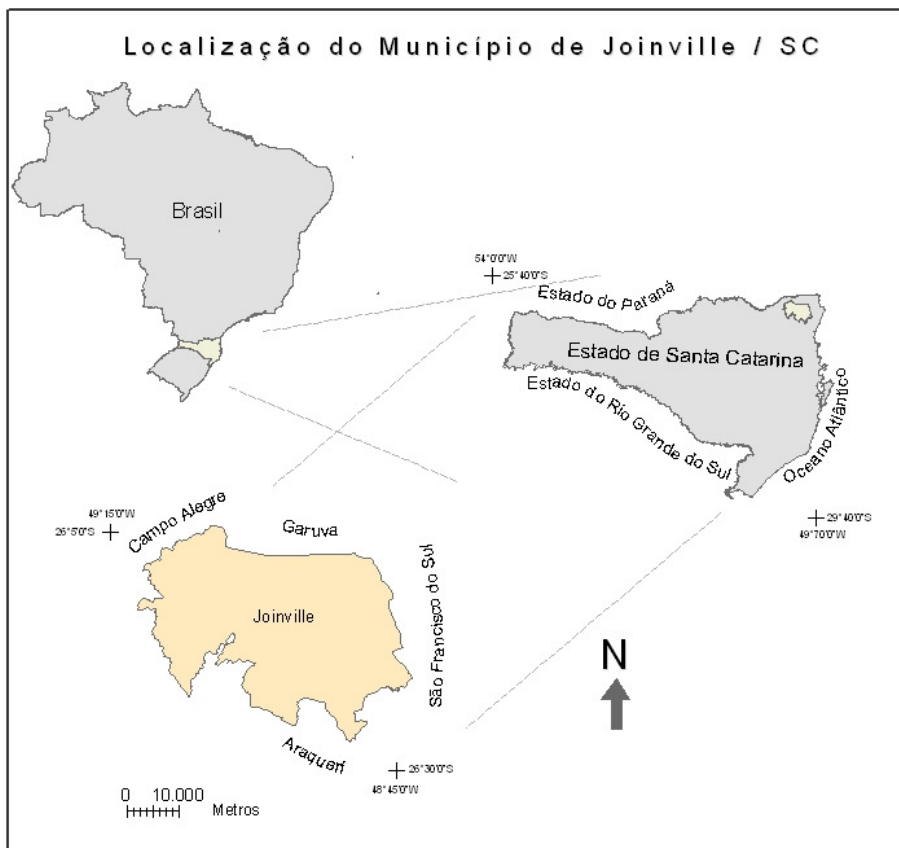 Localização do Município de Joinville / SC
Brasil
54°0'0"W
25°40'0"S
Estado do Paraná
Estado de Santa Catarina
Estado do Rio Grande do Sul
Oceano Atlântico
29°40'0"S
49°70'0"W
49°15'0"W
26°5'0"S
Campo Alegre
Garuva
São Francisco do Sul
Joinville
Araquari
26°30'0"S
48°45'0"W
N
0 10.000
Metros